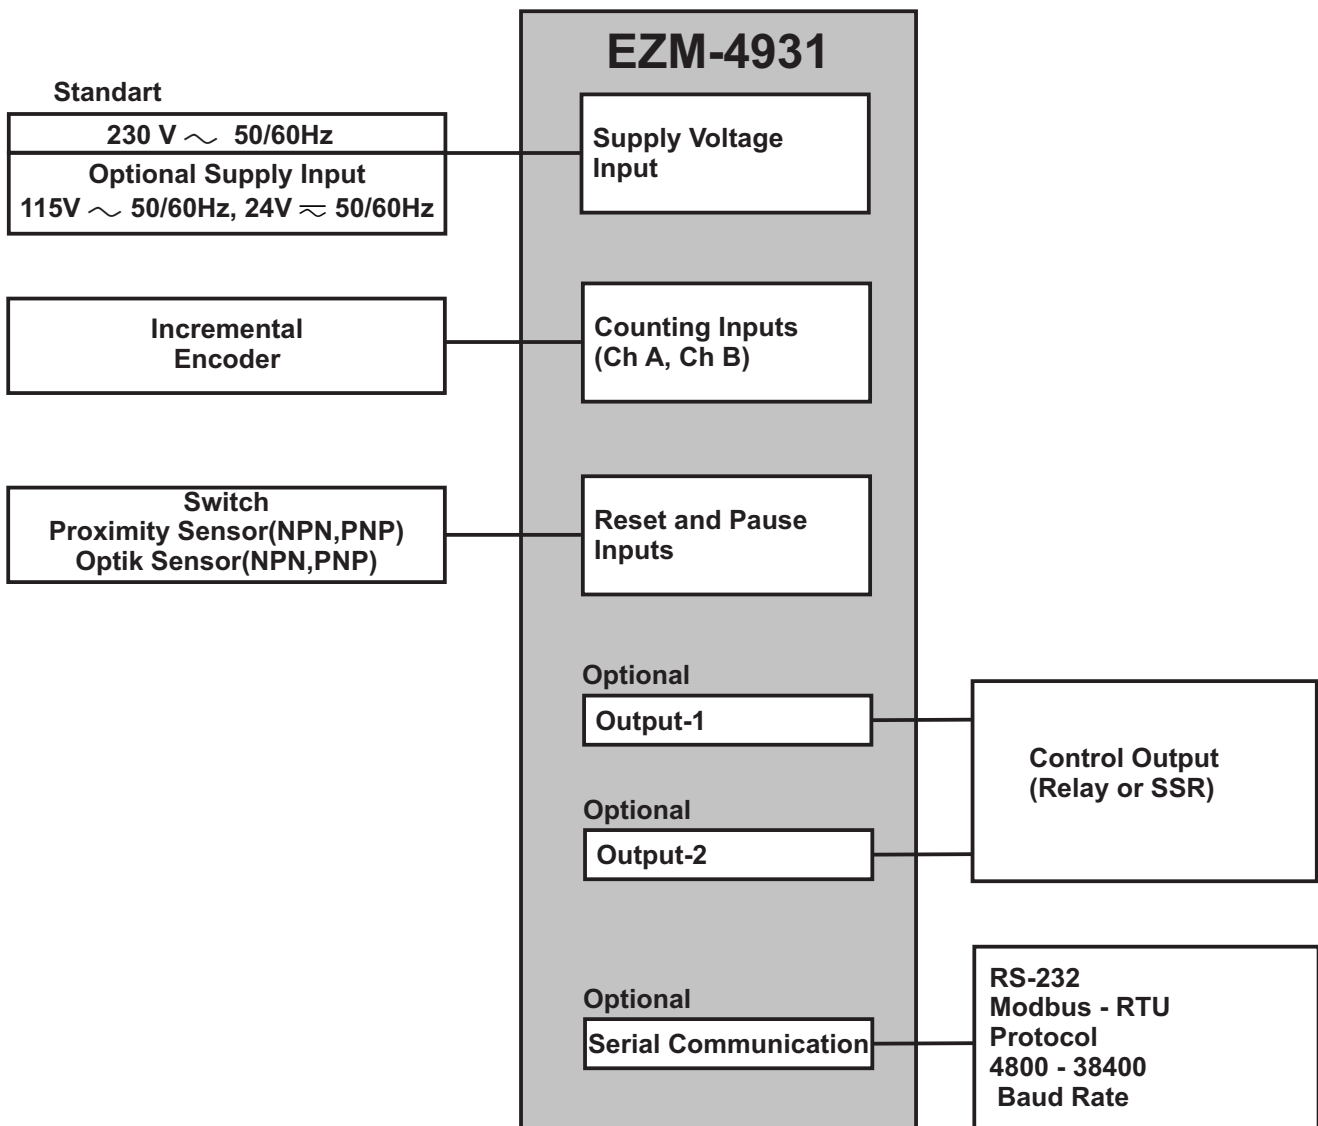 EZM-4931
Standart
230 V ~ 50/60Hz
Optional Supply Input
115V ~ 50/60Hz, 24V ⎓~ 50/60Hz
Supply Voltage
Input
Incremental
Encoder
Counting Inputs
(Ch A, Ch B)
Switch
Proximity Sensor(NPN,PNP)
Optik Sensor(NPN,PNP)
Reset and Pause
Inputs
Optional
Output-1
Optional
Output-2
Control Output
(Relay or SSR)
Optional
Serial Communication
RS-232
Modbus - RTU
Protocol
4800 - 38400
Baud Rate